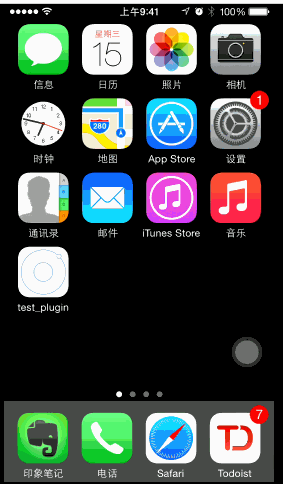 上午9:41 100%
星期三
15
280
1
信息 日历 照片 相机
时钟 地图 App Store 设置
通讯录 邮件 iTunes Store 音乐
test_plugin
7
印象笔记 电话 Safari Todoist